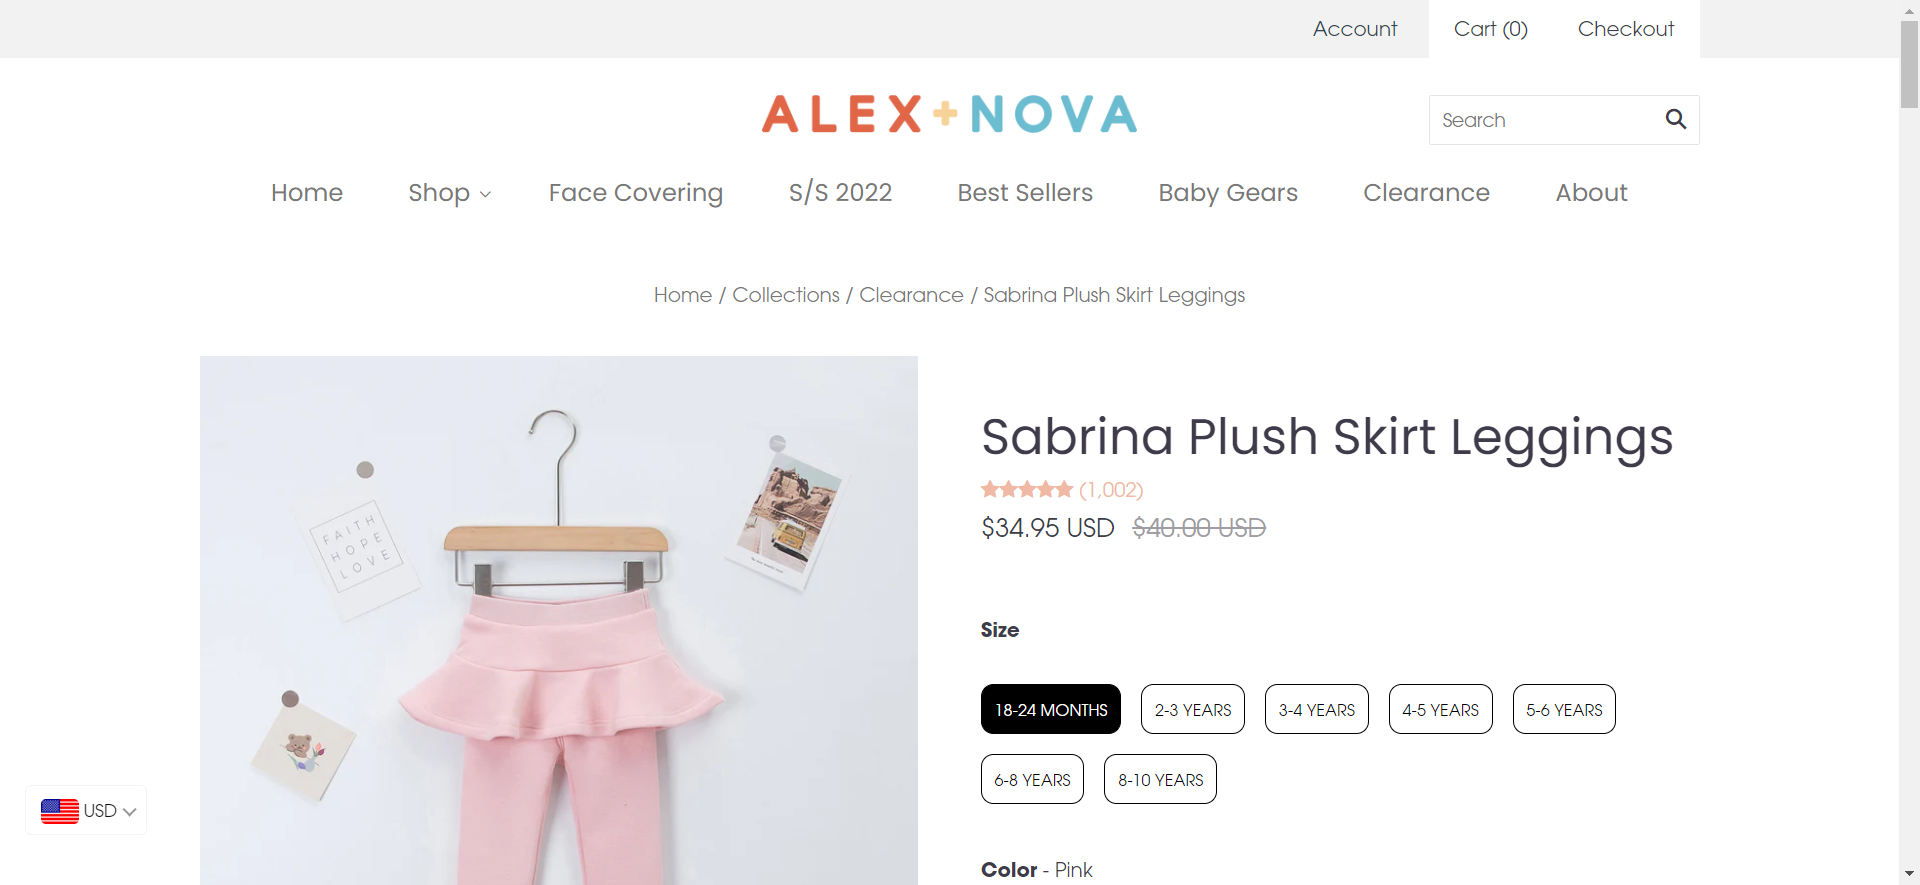 Account
Cart (0)
Checkout
ALEX+NOVA
Search
Home
Shop
Face Covering
S/S 2022
Best Sellers
Baby Gears
Clearance
About
Home / Collections / Clearance / Sabrina Plush Skirt Leggings
FAITH
HOPE
LOVE
Sabrina Plush Skirt Leggings
(1,002)
$34.95 USD $40.00 USD
Size
18-24 MONTHS
2-3 YEARS
3-4 YEARS
4-5 YEARS
5-6 YEARS
6-8 YEARS
8-10 YEARS
Color - Pink
USD